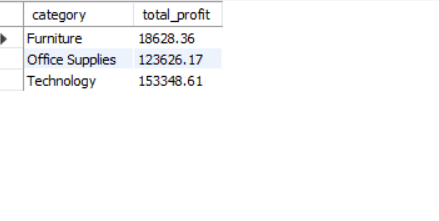 category total_profit
Furniture 18628.36
Office Supplies 123626.17
Technology 153348.61